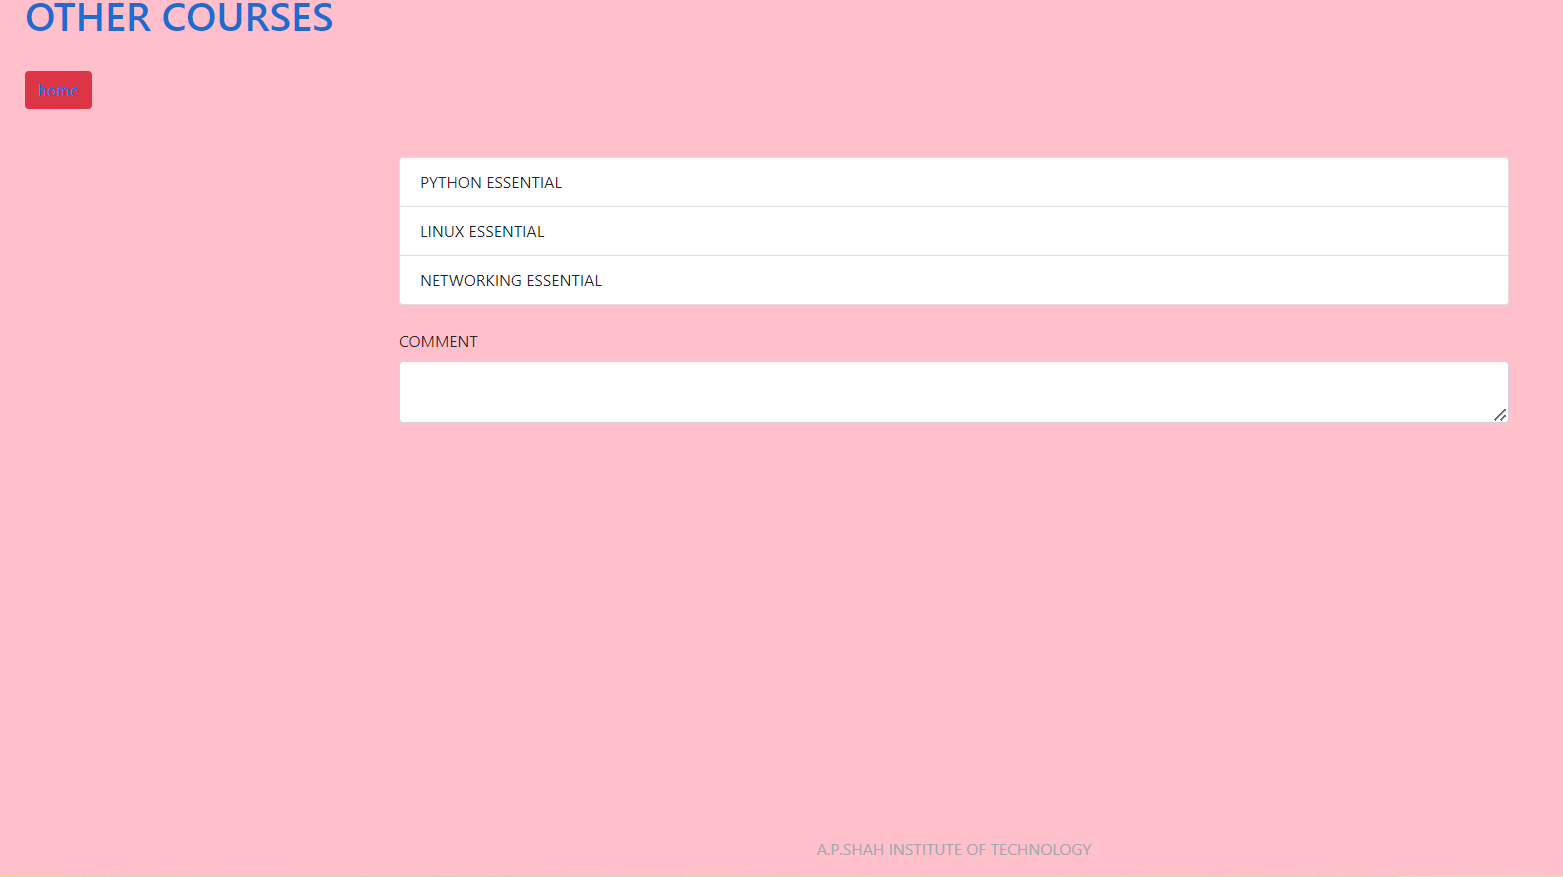 OTHER COURSES
home
PYTHON ESSENTIAL
LINUX ESSENTIAL
NETWORKING ESSENTIAL
COMMENT
A.P.SHAH INSTITUTE OF TECHNOLOGY